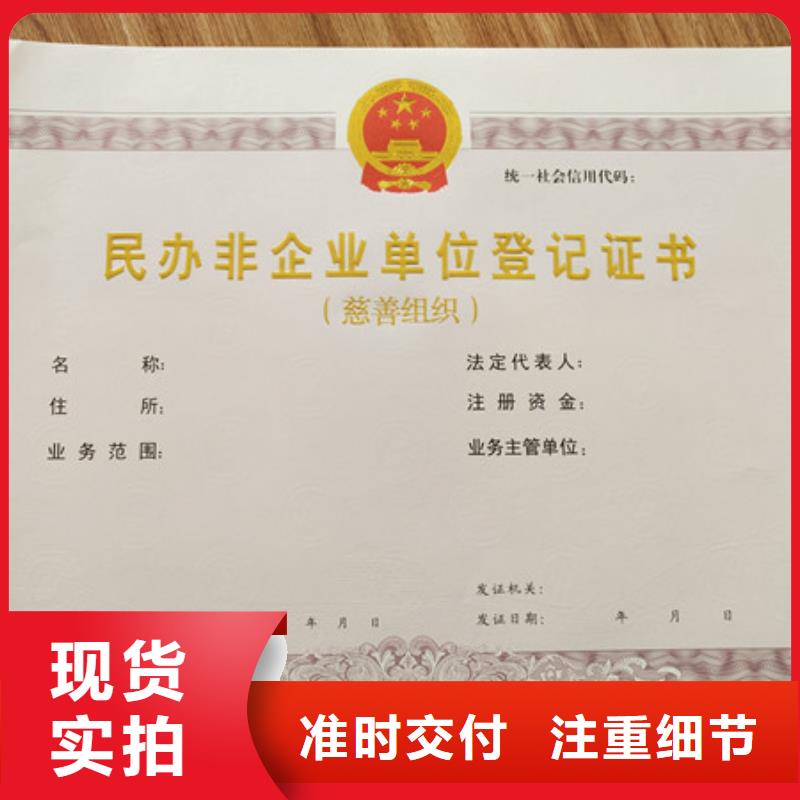 统一社会信用代码：
民办非企业单位登记证书
（慈善组织）
名 称：
法定代表人：
住 所：
注 册 资 金：
业 务 范 围：
业务主管单位：
发证机关：
年 月 日
发证日期： 年 月 日
现货
实拍
准时交付 注重细节